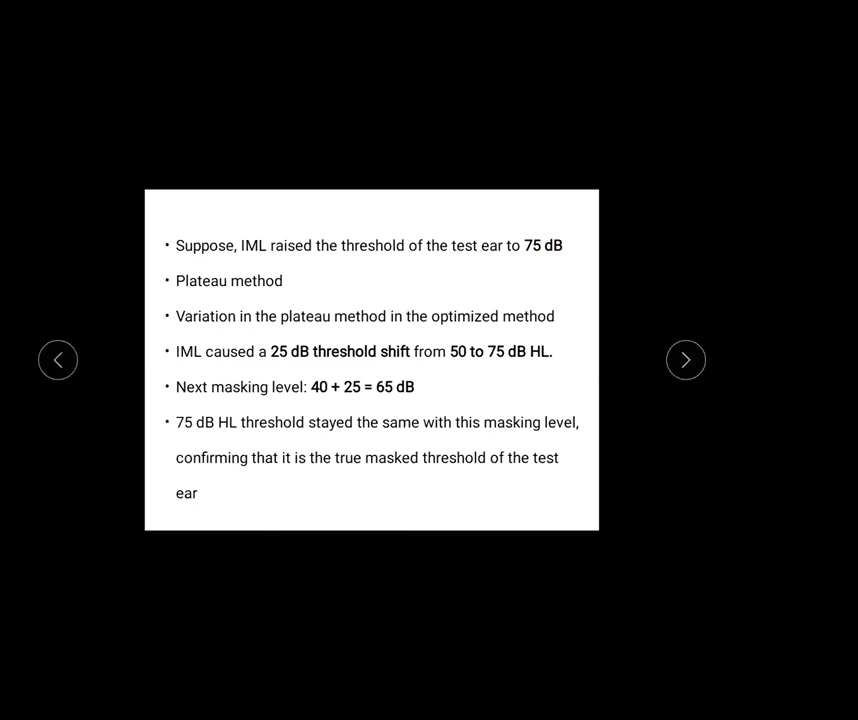 • Suppose, IML raised the threshold of the test ear to 75 dB
• Plateau method
• Variation in the plateau method in the optimized method
• IML caused a 25 dB threshold shift from 50 to 75 dB HL.
• Next masking level: 40 + 25 = 65 dB
• 75 dB HL threshold stayed the same with this masking level,
confirming that it is the true masked threshold of the test
ear